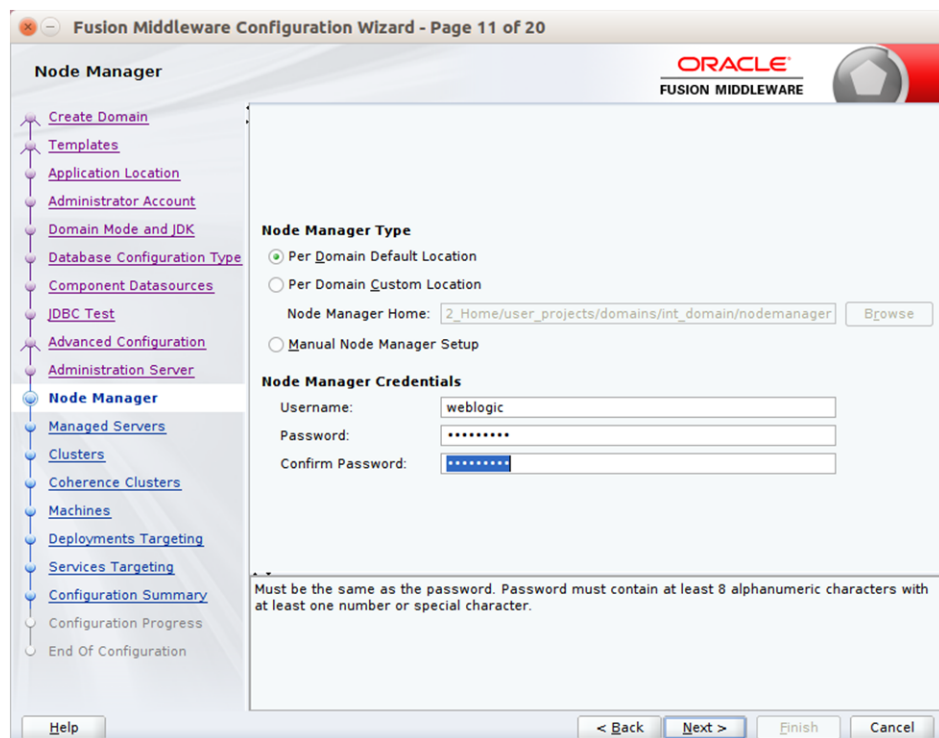 Fusion Middleware Configuration Wizard - Page 11 of 20
Node Manager
ORACLE
FUSION MIDDLEWARE
Create Domain
Templates
Application Location
Administrator Account
Domain Mode and JDK
Database Configuration Type
Component Datasources
JDBC Test
Advanced Configuration
Administration Server
Node Manager
Managed Servers
Clusters
Coherence Clusters
Machines
Deployments Targeting
Services Targeting
Configuration Summary
Configuration Progress
End Of Configuration
Node Manager Type
Per Domain Default Location
Per Domain Custom Location
Node Manager Home: 2_Home/user_projects/domains/int_domain/nodemanager Browse
Manual Node Manager Setup
Node Manager Credentials
Username: weblogic
Password: •••••••••
Confirm Password: •••••••••
Must be the same as the password. Password must contain at least 8 alphanumeric characters with
at least one number or special character.
Help < Back Next > Finish Cancel